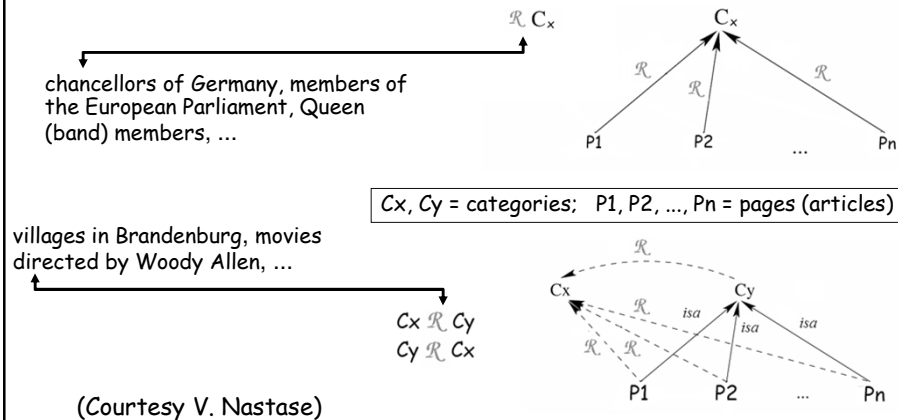 ℛ Cx
Cx
chancellors of Germany, members of
the European Parliament, Queen
(band) members, ...
ℛ
ℛ
ℛ
P1
P2
...
Pn
Cx, Cy = categories; P1, P2, ..., Pn = pages (articles)
villages in Brandenburg, movies
directed by Woody Allen, ...
ℛ
Cx
Cy
Cx ℛ Cy
Cy ℛ Cx
ℛ
isa
isa
isa
ℛ
ℛ
P1
P2
...
Pn
(Courtesy V. Nastase)